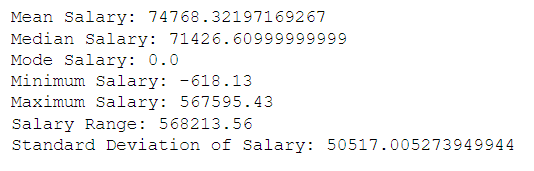 Mean Salary: 74768.32197169267
Median Salary: 71426.60999999999
Mode Salary: 0.0
Minimum Salary: -618.13
Maximum Salary: 567595.43
Salary Range: 568213.56
Standard Deviation of Salary: 50517.005273949944